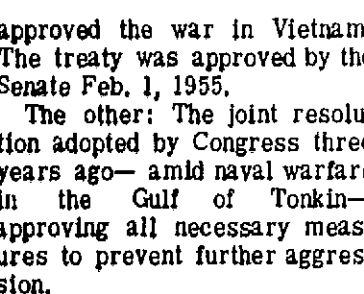 approved the war in Vietnam
The treaty was approved by the
Senate Feb. 1, 1955.
The other: The joint resolu
tion adopted by Congress three
years ago— amid naval warfare
in the Gulf of Tonkin—
approving all necessary meas
ures to prevent further aggres
sion.